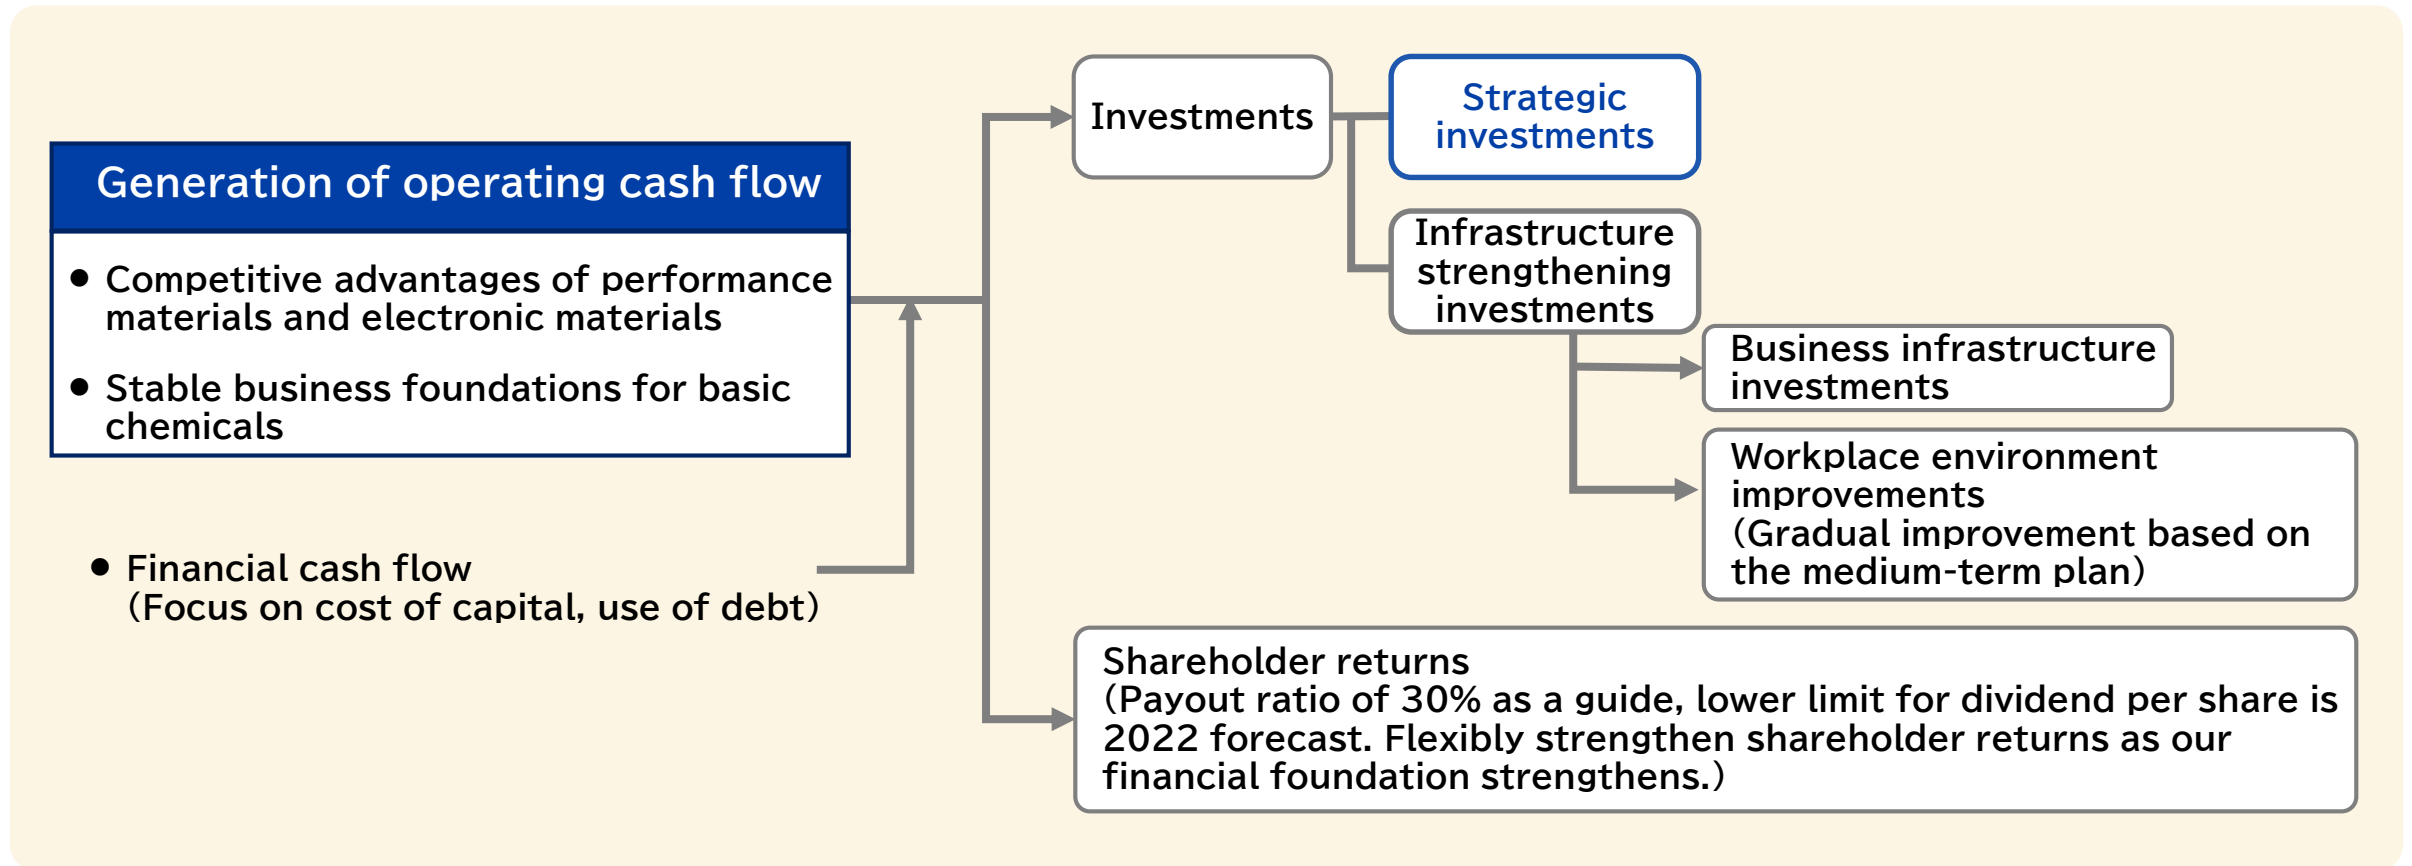 Generation of operating cash flow
● Competitive advantages of performance
materials and electronic materials
● Stable business foundations for basic
chemicals
● Financial cash flow
(Focus on cost of capital, use of debt)
Investments
Strategic
investments
Infrastructure
strengthening
investments
Business infrastructure
investments
Workplace environment
improvements
(Gradual improvement based on
the medium-term plan)
Shareholder returns
(Payout ratio of 30% as a guide, lower limit for dividend per share is
2022 forecast. Flexibly strengthen shareholder returns as our
financial foundation strengthens.)